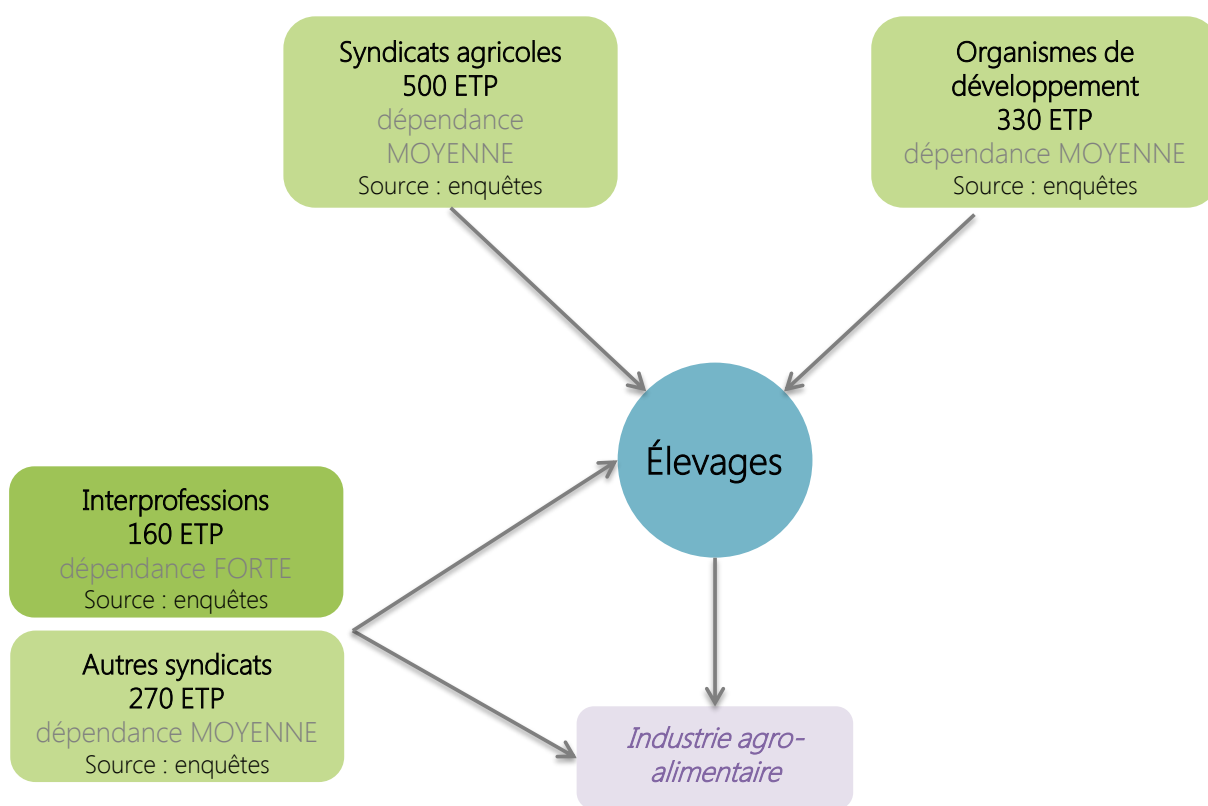 Syndicats agricoles
500 ETP
dépendance
MOYENNE
Source : enquêtes
Organismes de
développement
330 ETP
dépendance MOYENNE
Source : enquêtes
Élevages
Interprofessions
160 ETP
dépendance FORTE
Source : enquêtes
Autres syndicats
270 ETP
dépendance MOYENNE
Source : enquêtes
Industrie agro-
alimentaire